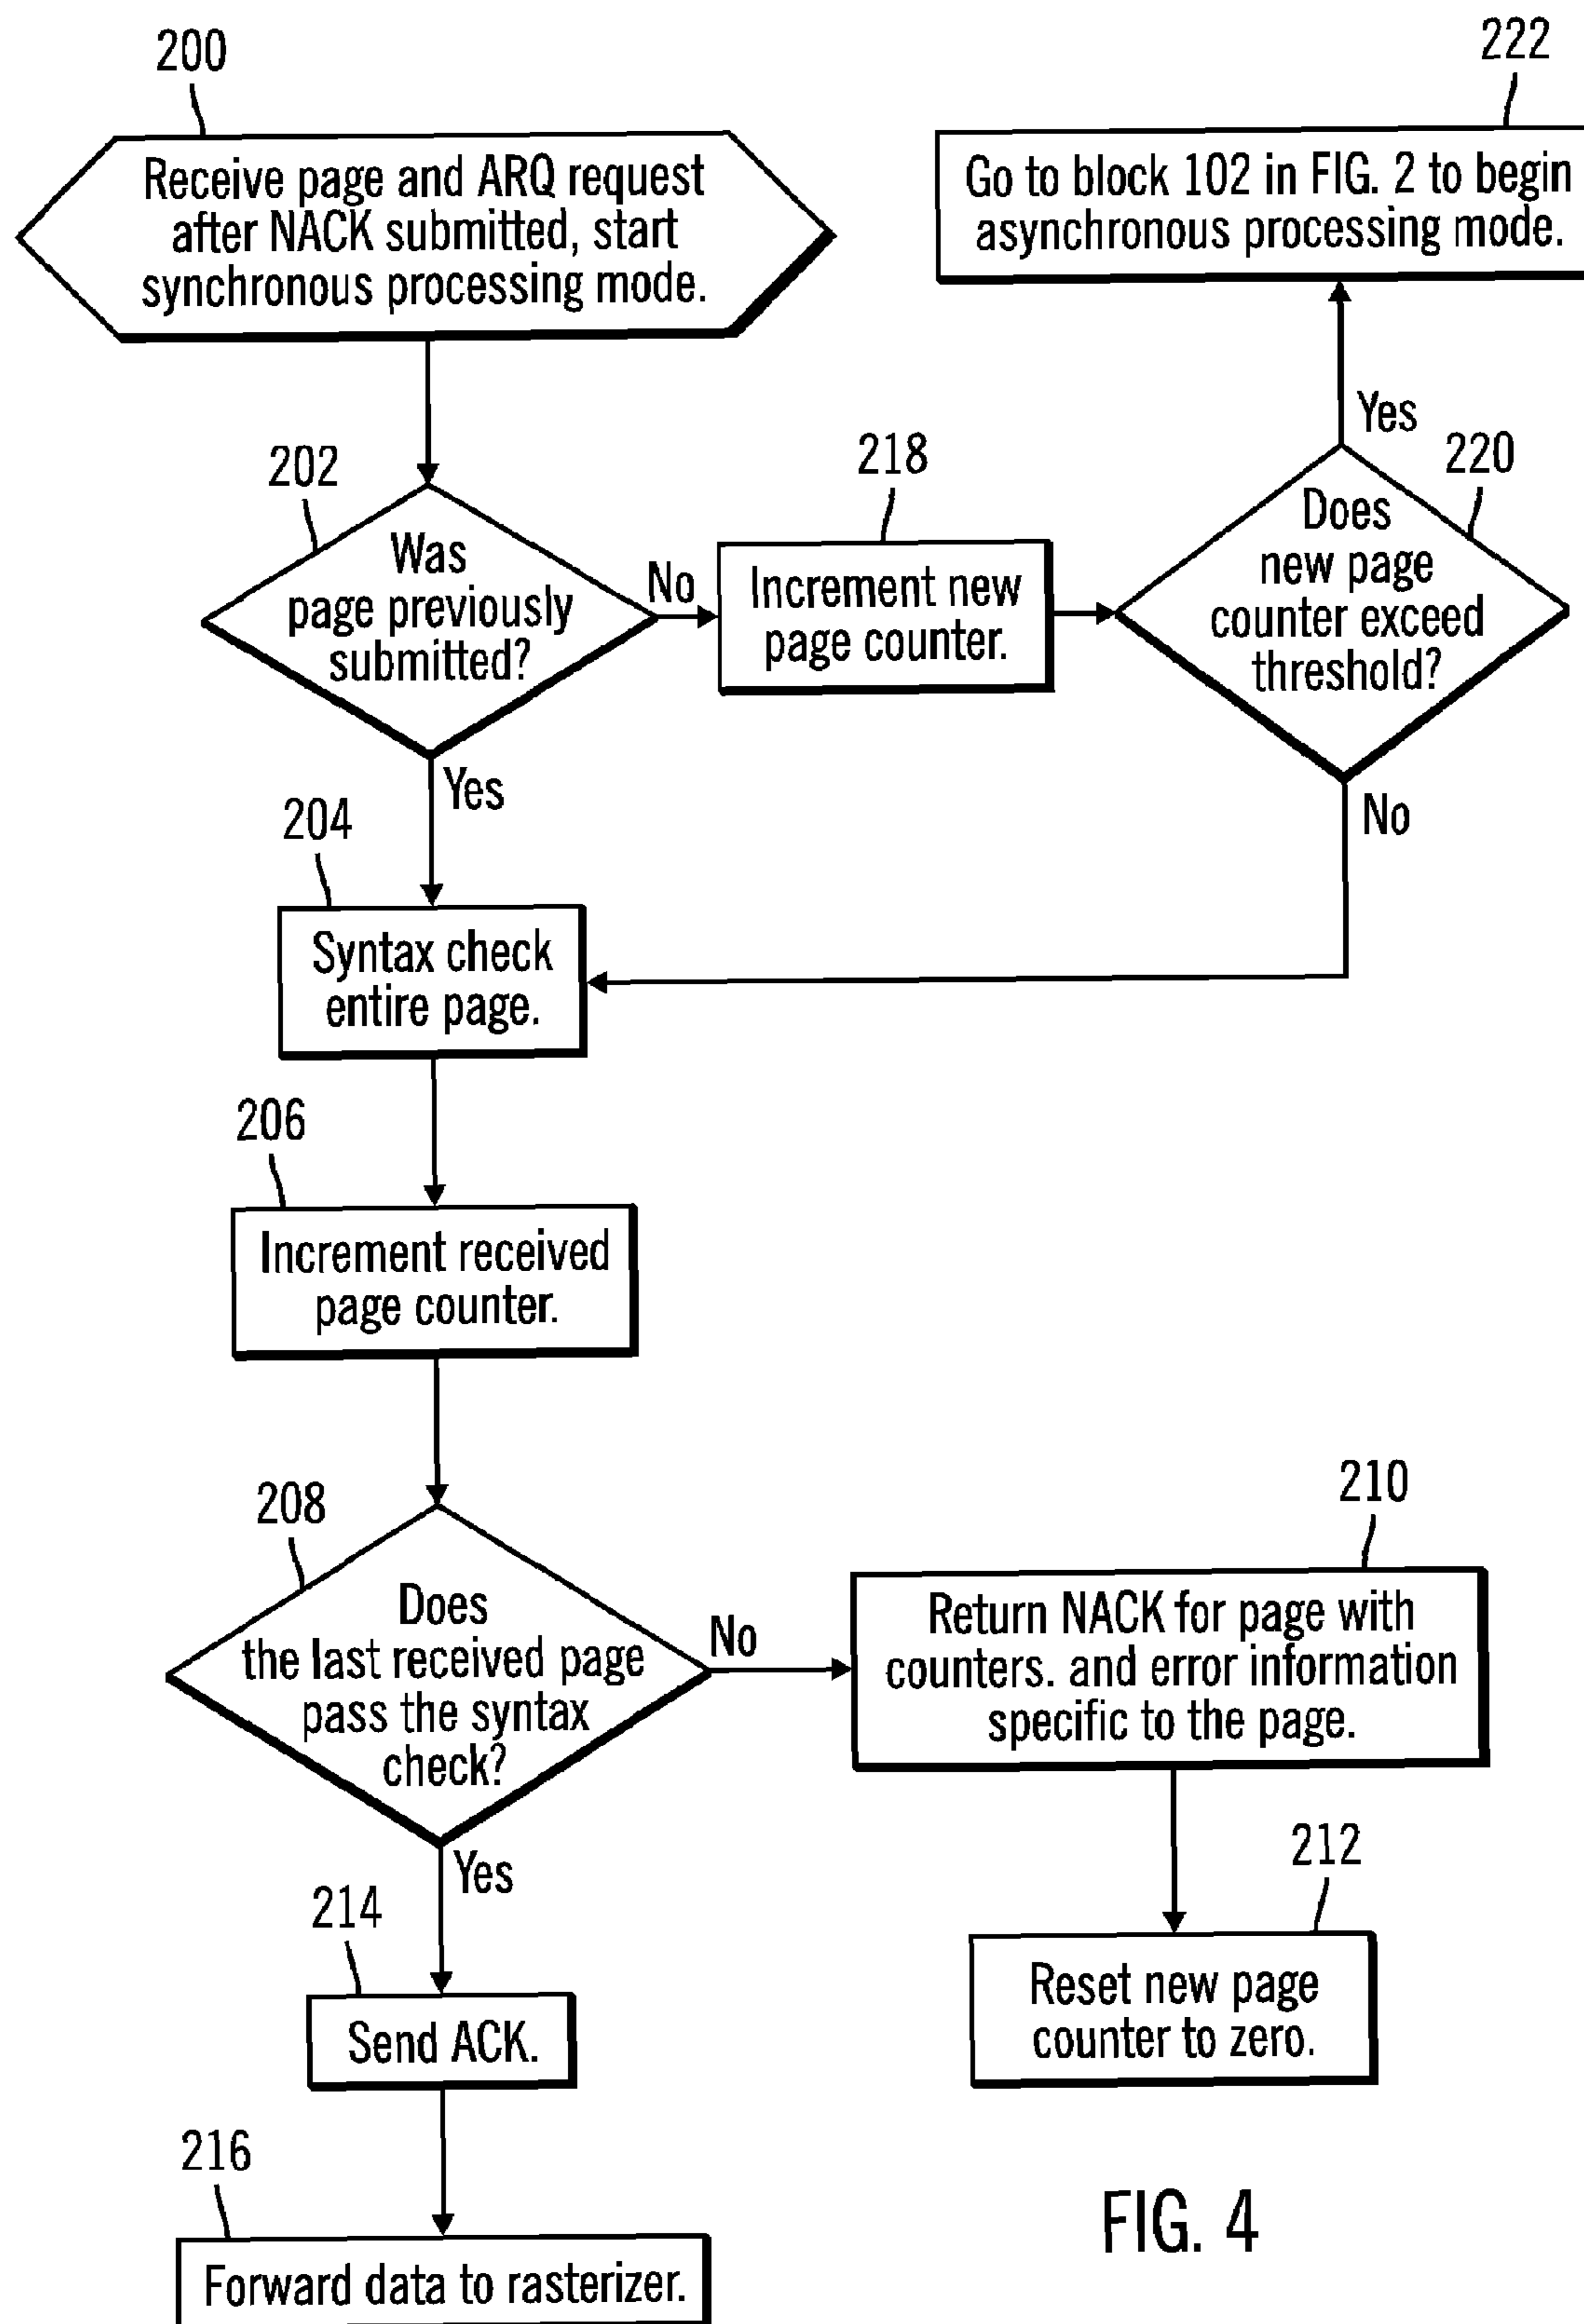 200
Receive page and ARQ request
after NACK submitted, start
synchronous processing mode.
222
Go to block 102 in FIG. 2 to begin
asynchronous processing mode.
202
Was
page previously
submitted?
No
218
Increment new
page counter.
220
Does
new page
counter exceed
threshold?
Yes
No
Yes
204
Syntax check
entire page.
206
Increment received
page counter.
208
Does
the last received page
pass the syntax
check?
No
210
Return NACK for page with
counters. and error information
specific to the page.
212
Reset new page
counter to zero.
Yes
214
Send ACK.
216
Forward data to rasterizer.
FIG. 4